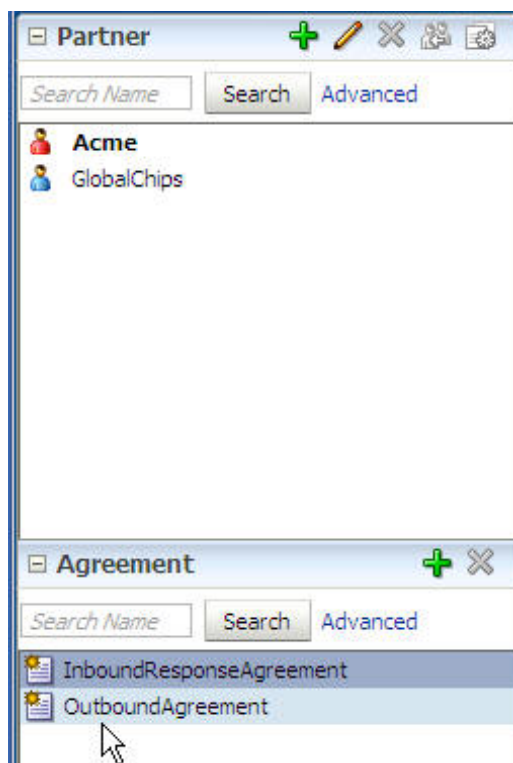 Partner
Search Name Search Advanced
Acme
GlobalChips
Agreement
Search Name Search Advanced
InboundResponseAgreement
OutboundAgreement